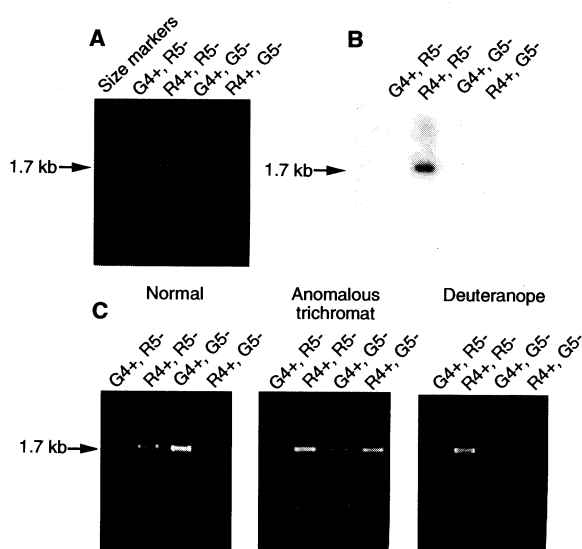 A
Size markers
G4+, R5-
R4+, R5-
G4+, G5-
R4+, G5-
1.7 kb
B
G4+, R5-
R4+, R5-
G4+, G5-
R4+, G5-
1.7 kb
C
Normal
G4+, R5-
R4+, R5-
G4+, G5-
R4+, G5-
1.7 kb
Anomalous
trichromat
G4+, R5-
R4+, R5-
G4+, G5-
R4+, G5-
Deuteranope
G4+, R5-
R4+, R5-
G4+, G5-
R4+, G5-